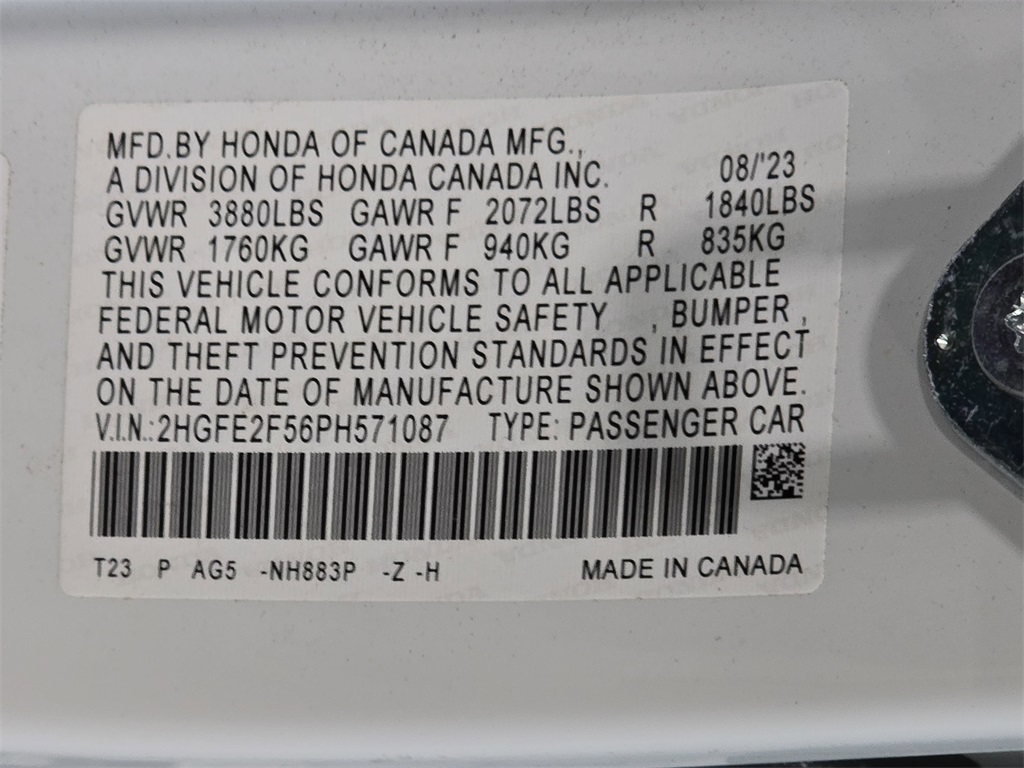 MFD.BY HONDA OF CANADA MFG.,
A DIVISION OF HONDA CANADA INC. 08/'23
GVWR 3880LBS GAWR F 2072LBS R 1840LBS
GVWR 1760KG GAWR F 940KG R 835KG
THIS VEHICLE CONFORMS TO ALL APPLICABLE
FEDERAL MOTOR VEHICLE SAFETY , BUMPER ,
AND THEFT PREVENTION STANDARDS IN EFFECT
ON THE DATE OF MANUFACTURE SHOWN ABOVE.
V.I.N.:2HGFE2F56PH571087 TYPE: PASSENGER CAR
T23 P AG5 -NH883P -Z -H MADE IN CANADA